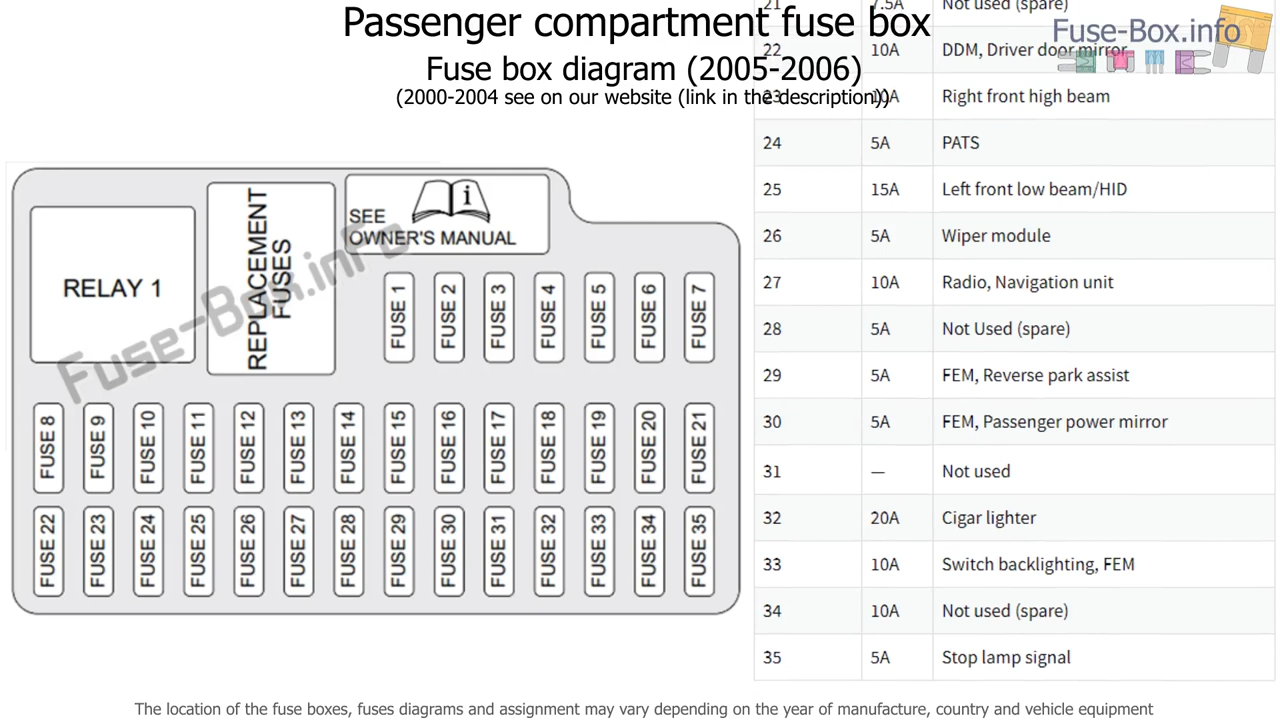 Passenger compartment fuse box
Fuse box diagram (2005-2006)
(2000-2004 see on our website (link in the description))
Fuse-Box.info
RELAY 1
REPLACEMENT
FUSES
i
SEE
OWNER'S MANUAL
Fuse-Box.inFo
FUSE 1 FUSE 2 FUSE 3 FUSE 4 FUSE 5 FUSE 6 FUSE 7
FUSE 8 FUSE 9 FUSE 10 FUSE 11 FUSE 12 FUSE 13 FUSE 14 FUSE 15 FUSE 16 FUSE 17 FUSE 18 FUSE 19 FUSE 20 FUSE 21
FUSE 22 FUSE 23 FUSE 24 FUSE 25 FUSE 26 FUSE 27 FUSE 28 FUSE 29 FUSE 30 FUSE 31 FUSE 32 FUSE 33 FUSE 34 FUSE 35
21 7.5A Not used (spare)
22 10A DDM, Driver door mirror
23 10A Right front high beam
24 5A PATS
25 15A Left front low beam/HID
26 5A Wiper module
27 10A Radio, Navigation unit
28 5A Not Used (spare)
29 5A FEM, Reverse park assist
30 5A FEM, Passenger power mirror
31 — Not used
32 20A Cigar lighter
33 10A Switch backlighting, FEM
34 10A Not used (spare)
35 5A Stop lamp signal
The location of the fuse boxes, fuses diagrams and assignment may vary depending on the year of manufacture, country and vehicle equipment